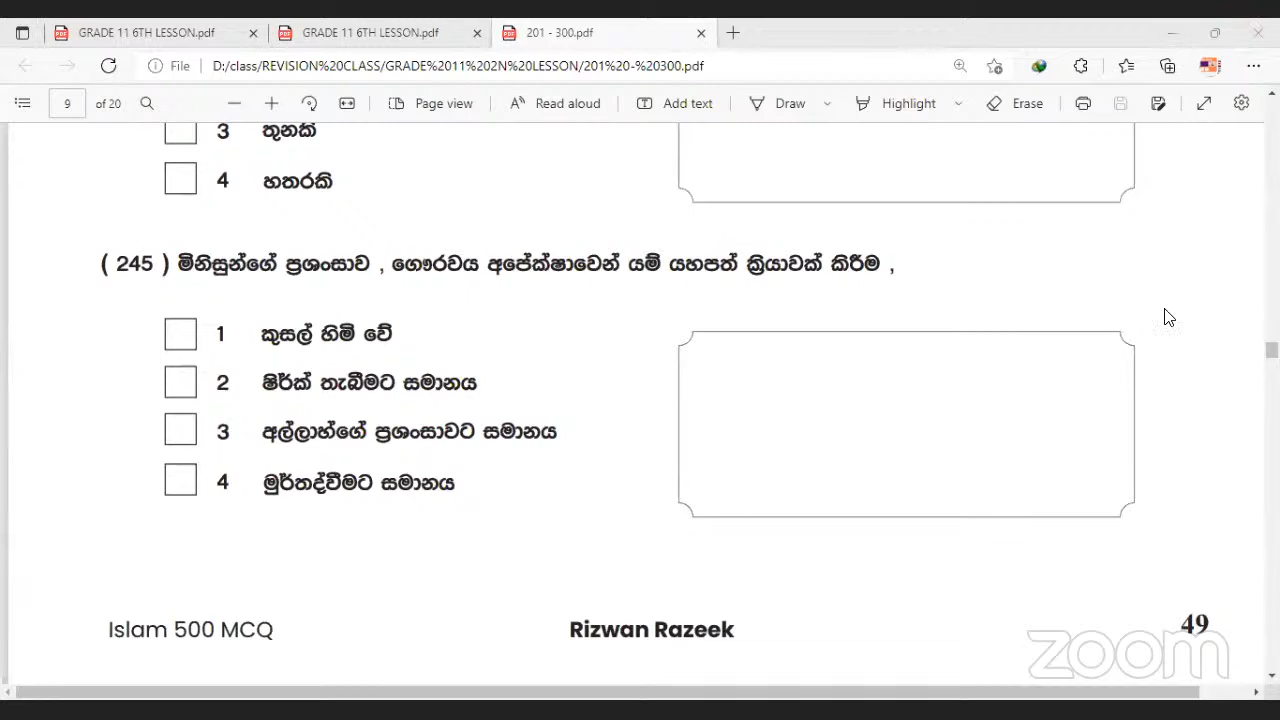 GRADE 11 6TH LESSON.pdf
GRADE 11 6TH LESSON.pdf
201 - 300.pdf
File
D:/class/REVISION%20CLASS/GRADE%2011%202N%20LESSON/201%20-%20300.pdf
9 of 20
Page view
Read aloud
Add text
Draw
Highlight
Erase
3 තුනකි
4 හතරකි
( 245 ) මිනිසුන්ගේ ප්‍රශංසාව , ගෞරවය අපේක්ෂාවෙන් යම් යහපත් ක්‍රියාවක් කිරීම ,
1 කුසල් හිමි වේ
2 ෂිර්ක් තැබීමට සමානය
3 අල්ලාහ්ගේ ප්‍රශංසාවට සමානය
4 මුර්තද්වීමට සමානය
Islam 500 MCQ
Rizwan Razeek
49
zoom